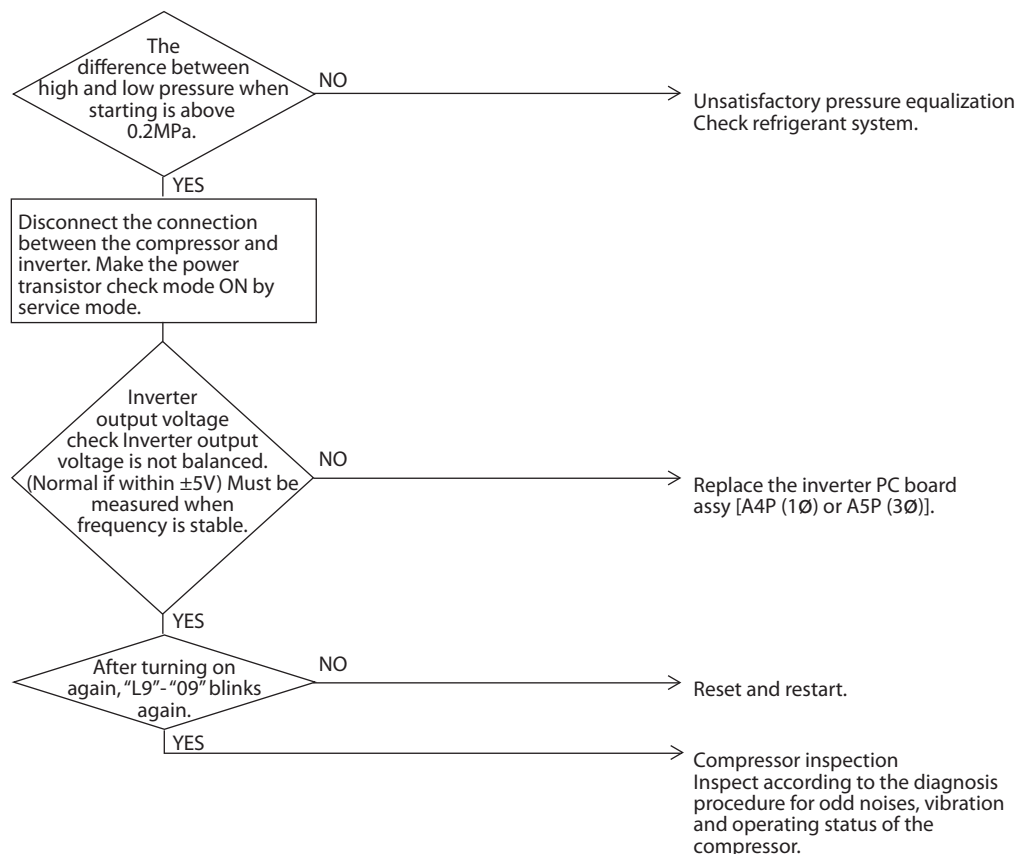 The
difference between
high and low pressure when
starting is above
0.2MPa.
NO
Unsatisfactory pressure equalization
Check refrigerant system.
YES
Disconnect the connection
between the compressor and
inverter. Make the power
transistor check mode ON by
service mode.
Inverter
output voltage
check Inverter output
voltage is not balanced.
(Normal if within ±5V) Must be
measured when
frequency is stable.
NO
Replace the inverter PC board
assy [A4P (1Ø) or A5P (3Ø)].
YES
After turning on
again, “L9”- “09” blinks
again.
NO
Reset and restart.
YES
Compressor inspection
Inspect according to the diagnosis
procedure for odd noises, vibration
and operating status of the
compressor.